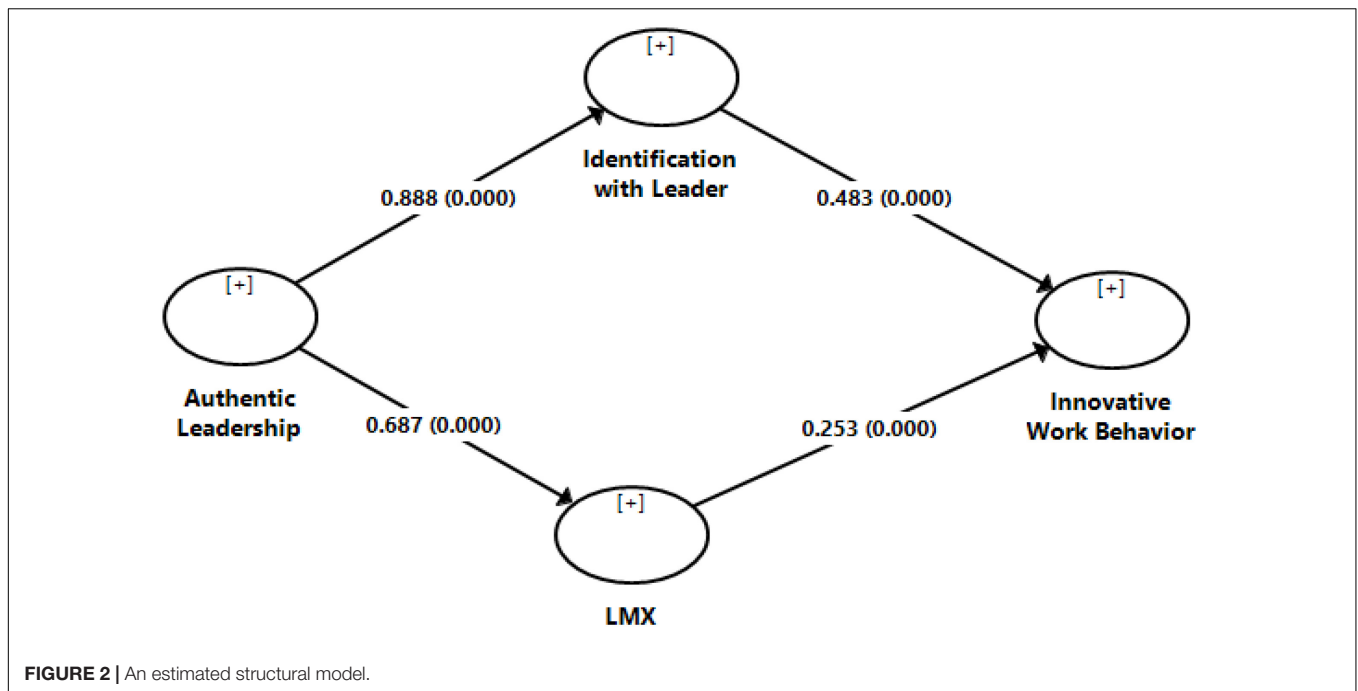 [+]
Identification
with Leader
0.888 (0.000)
0.483 (0.000)
[+]
Authentic
Leadership
[+]
Innovative
Work Behavior
0.687 (0.000)
0.253 (0.000)
[+]
LMX
FIGURE 2 | An estimated structural model.